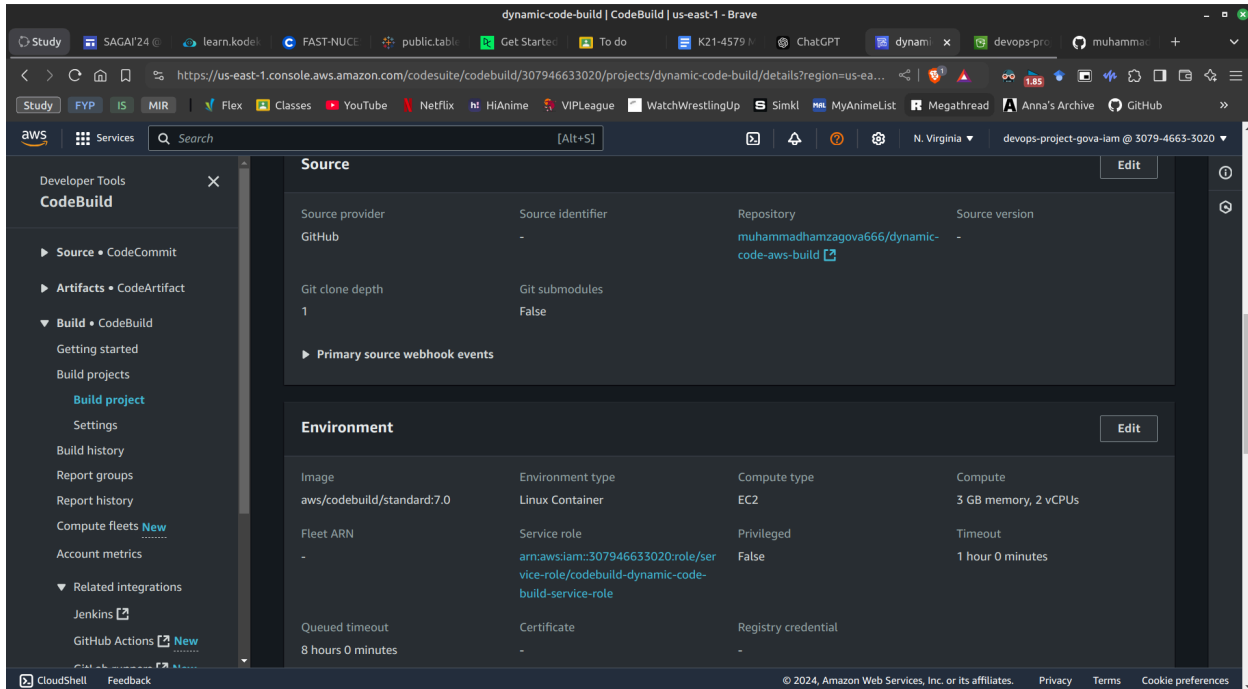 dynamic-code-build | CodeBuild | us-east-1 - Brave
Study
SAGAI'24 @
learn.kodek
FAST-NUCE
public.table
Get Started
To do
K21-4579 M
ChatGPT
dynami
devops-pro
muhammad
https://us-east-1.console.aws.amazon.com/codesuite/codebuild/307946633020/projects/dynamic-code-build/details?region=us-ea...
1
1.85
Study
FYP
IS
MIR
Flex
Classes
YouTube
Netflix
HiAnime
VIPLeague
WatchWrestlingUp
Simkl
MyAnimeList
Megathread
Anna's Archive
GitHub
aws
Services
Search
[Alt+S]
N. Virginia
devops-project-gova-iam @ 3079-4663-3020
Developer Tools
CodeBuild
Source • CodeCommit
Artifacts • CodeArtifact
Build • CodeBuild
Getting started
Build projects
Build project
Settings
Build history
Report groups
Report history
Compute fleets New
Account metrics
Related integrations
Jenkins
GitHub Actions New
Source
Edit
Source provider
GitHub
Source identifier
-
Repository
muhammadhamzagova666/dynamic-
code-aws-build
Source version
-
Git clone depth
1
Git submodules
False
Primary source webhook events
Environment
Edit
Image
aws/codebuild/standard:7.0
Environment type
Linux Container
Compute type
EC2
Compute
3 GB memory, 2 vCPUs
Fleet ARN
-
Service role
arn:aws:iam::307946633020:role/ser
vice-role/codebuild-dynamic-code-
build-service-role
Privileged
False
Timeout
1 hour 0 minutes
Queued timeout
8 hours 0 minutes
Certificate
-
Registry credential
-
CloudShell
Feedback
© 2024, Amazon Web Services, Inc. or its affiliates.
Privacy
Terms
Cookie preferences